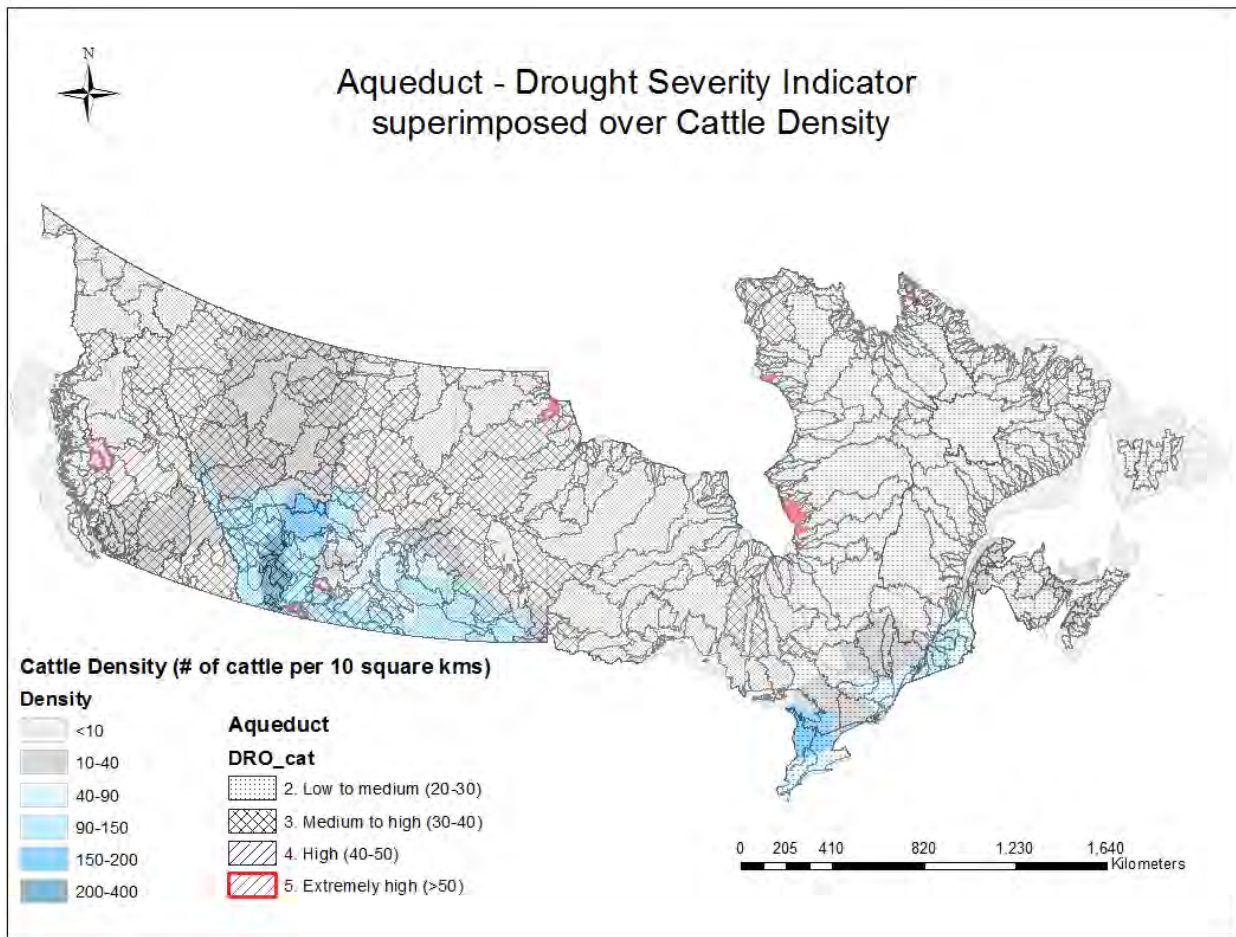 N
Aqueduct - Drought Severity Indicator
superimposed over Cattle Density
Cattle Density (# of cattle per 10 square kms)
Density
<10
10-40
40-90
90-150
150-200
200-400
Aqueduct
DRO_cat
2. Low to medium (20-30)
3. Medium to high (30-40)
4. High (40-50)
5. Extremely high (>50)
0 205 410 820 1,230 1,640
Kilometers